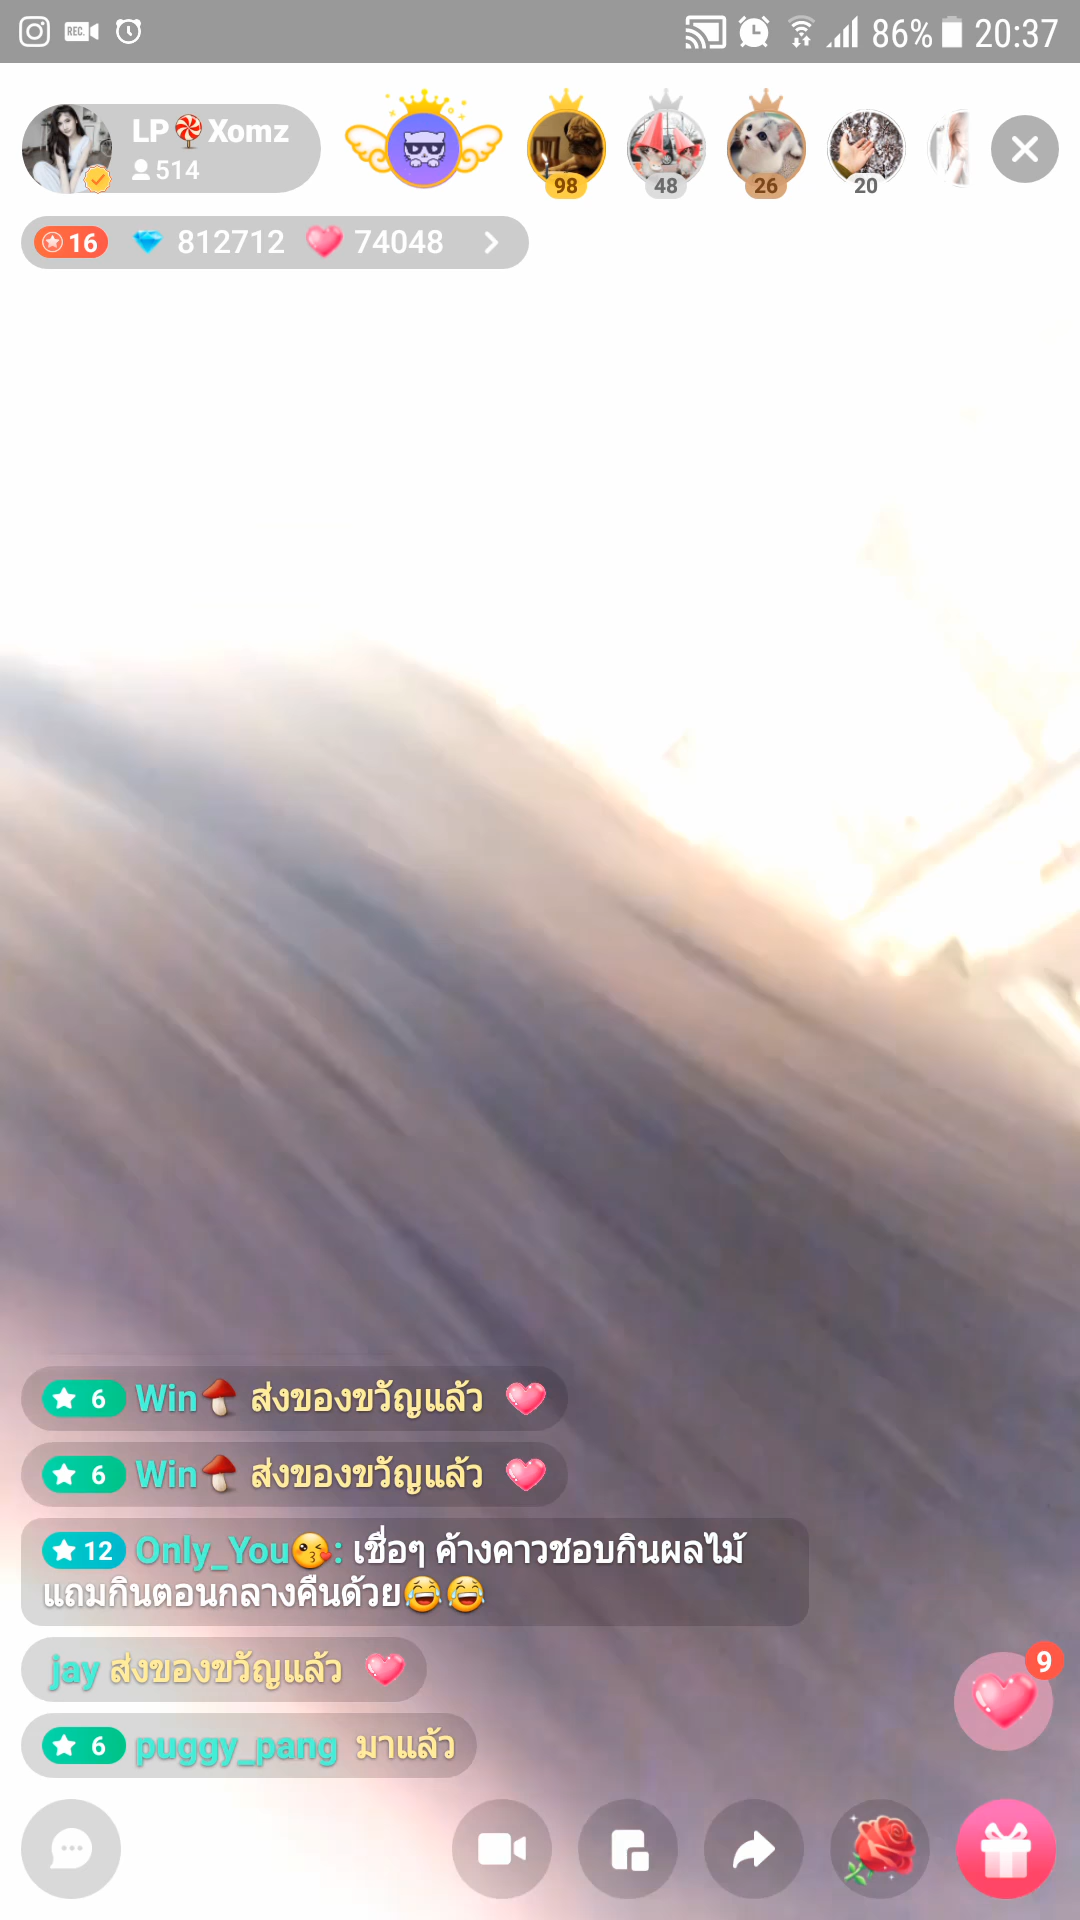 REC. 86% 20:37
LP🍭Xomz
514
98 48 26 20
16 812712 74048
6 Win🍄 ส่งของขวัญแล้ว
6 Win🍄 ส่งของขวัญแล้ว
12 Only_You😘: เชื่อๆ ค้างคาวชอบกินผลไม้
แถมกินตอนกลางคืนด้วย😂😂
jay ส่งของขวัญแล้ว
9
6 puggy_pang มาแล้ว